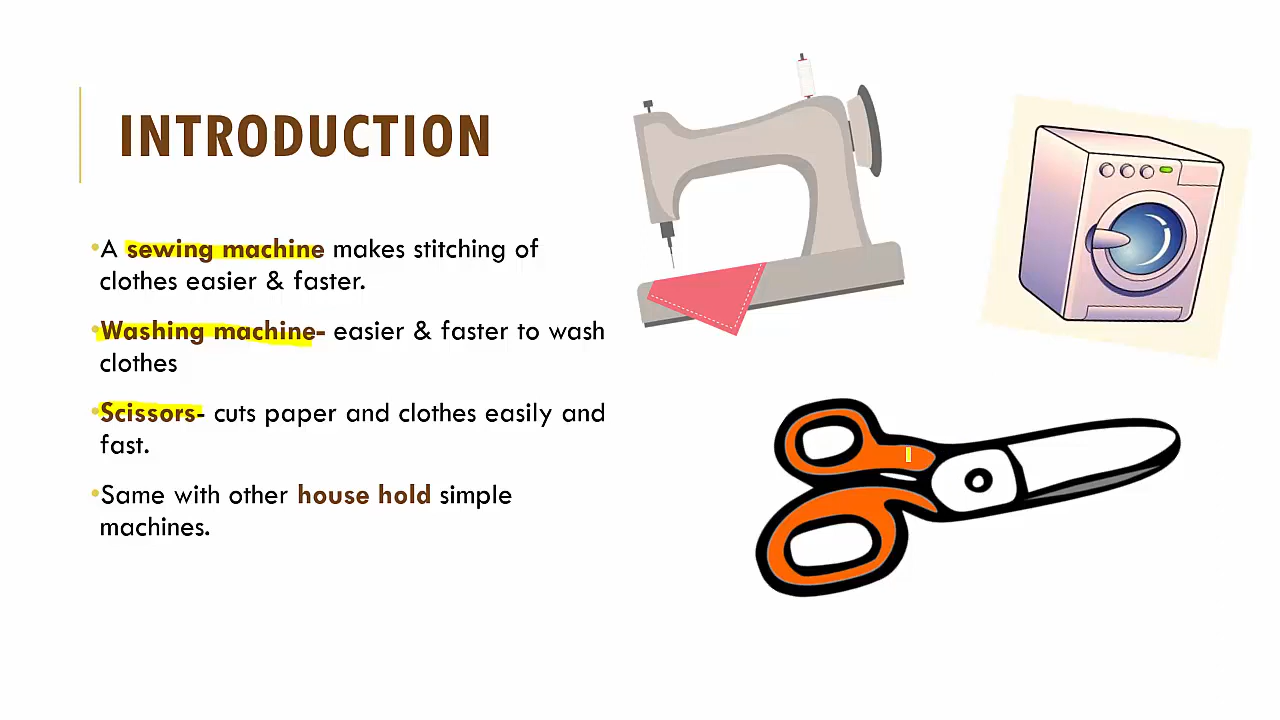 INTRODUCTION
•A sewing machine makes stitching of
clothes easier & faster.
•Washing machine- easier & faster to wash
clothes
•Scissors- cuts paper and clothes easily and
fast.
•Same with other house hold simple
machines.